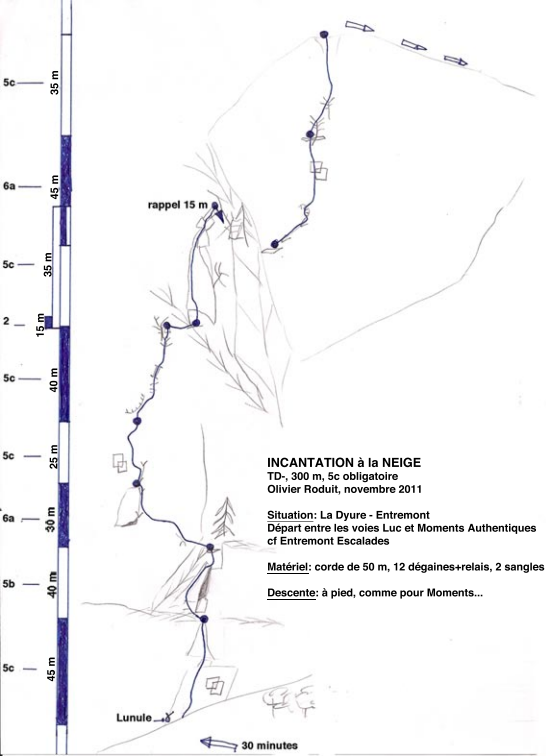 5c
35 m
6a
45 m
rappel 15 m
5c
35 m
2
15 m
5c
40 m
5c
25 m
6a
30 m
5b
40 m
5c
45 m
Lunule
30 minutes
INCANTATION à la NEIGE
TD-, 300 m, 5c obligatoire
Olivier Roduit, novembre 2011
Situation: La Dyure - Entremont
Départ entre les voies Luc et Moments Authentiques
cf Entremont Escalades
Matériel: corde de 50 m, 12 dégaines+relais, 2 sangles
Descente: à pied, comme pour Moments...